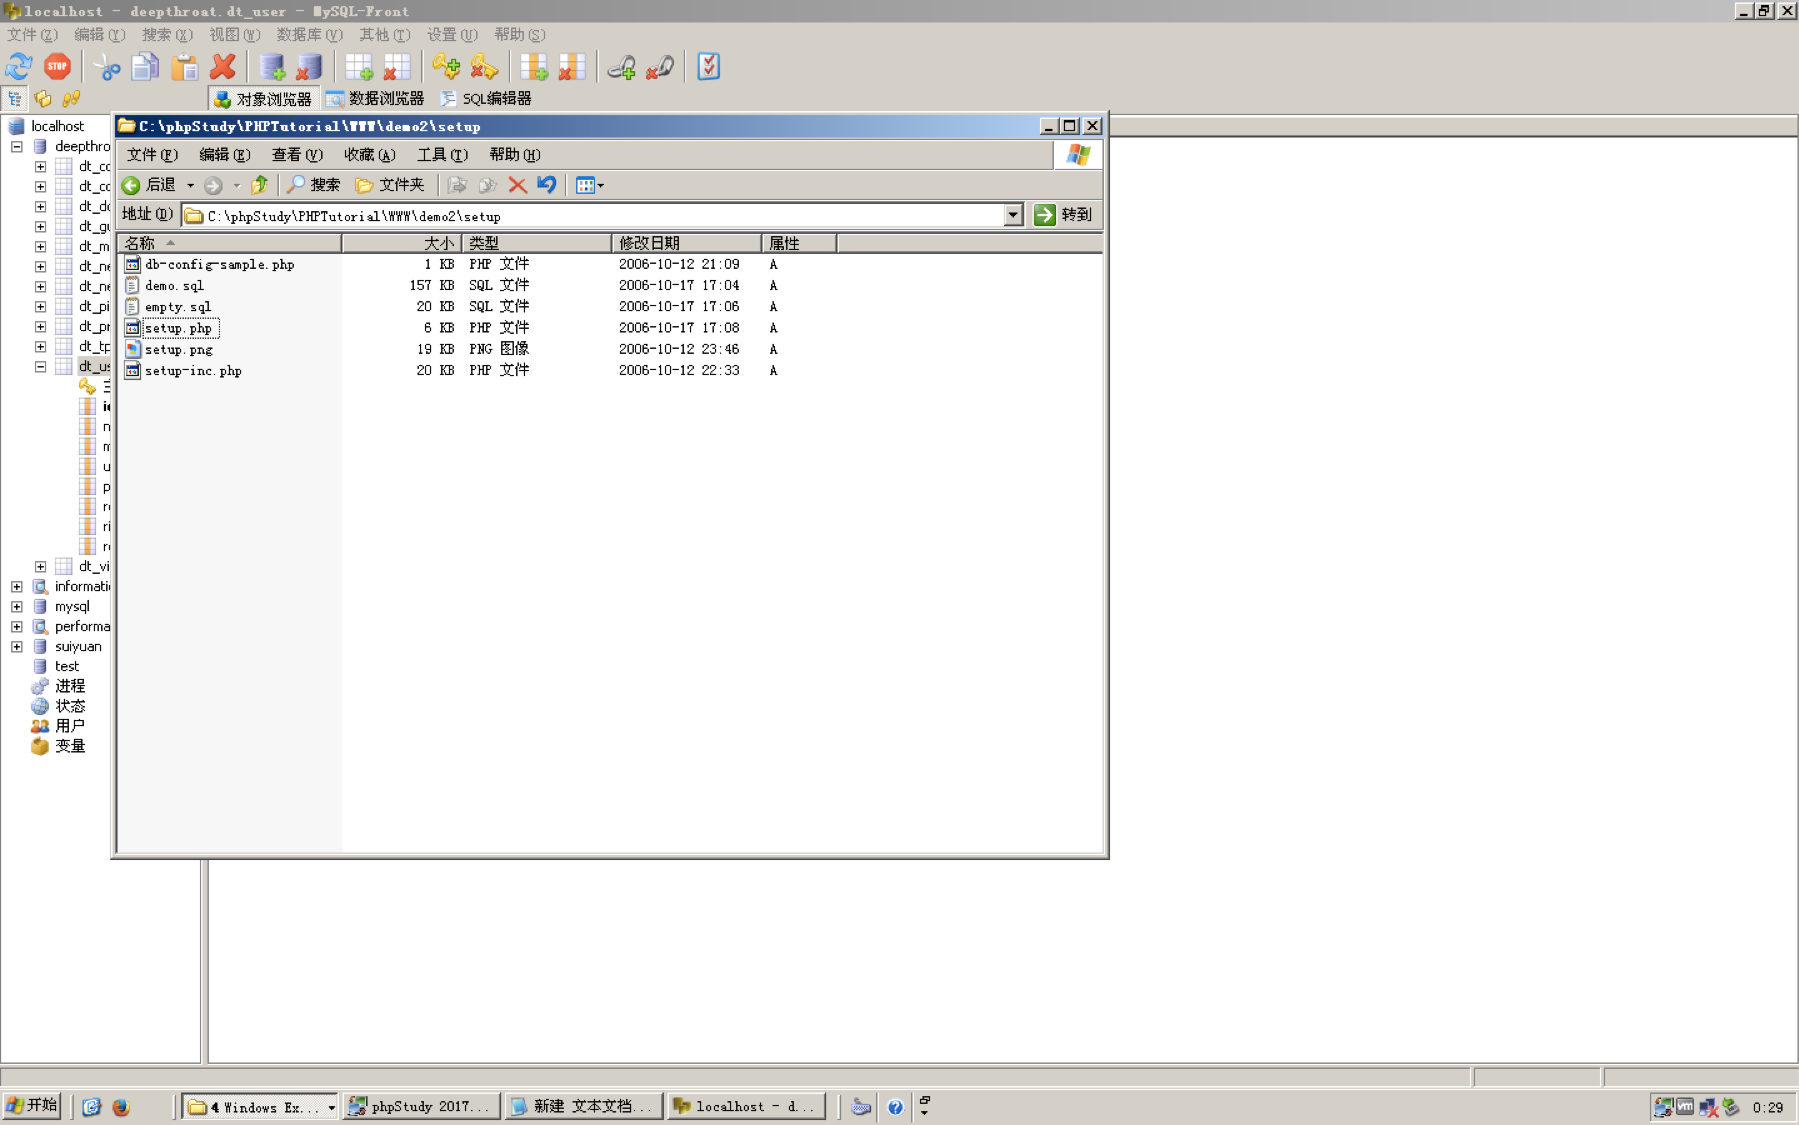 localhost - deepthroat.dt_user - MySQL-Front
文件(Z) 编辑(Y) 搜索(X) 视图(W) 数据库(V) 其他(T) 设置(U) 帮助(S)
STOP
对象浏览器 数据浏览器 SQL编辑器
localhost
deepthro
dt_cc
dt_cc
dt_dc
dt_gu
dt_m
dt_ne
dt_ne
dt_pi
dt_pr
dt_tp
dt_us
dt_vi
informatio
mysql
performa
suiyuan
test
进程
状态
用户
变量
C:\phpStudy\PHPTutorial\WWW\demo2\setup
文件(F) 编辑(E) 查看(V) 收藏(A) 工具(T) 帮助(H)
后退 搜索 文件夹
地址(D) C:\phpStudy\PHPTutorial\WWW\demo2\setup 转到
名称 大小 类型 修改日期 属性
db-config-sample.php 1 KB PHP 文件 2006-10-12 21:09 A
demo.sql 157 KB SQL 文件 2006-10-17 17:04 A
empty.sql 20 KB SQL 文件 2006-10-17 17:06 A
setup.php 6 KB PHP 文件 2006-10-17 17:08 A
setup.png 19 KB PNG 图像 2006-10-12 23:46 A
setup-inc.php 20 KB PHP 文件 2006-10-12 22:33 A
开始 4 Windows Ex... phpStudy 2017... 新建 文本文档... localhost - d... vm 0:29